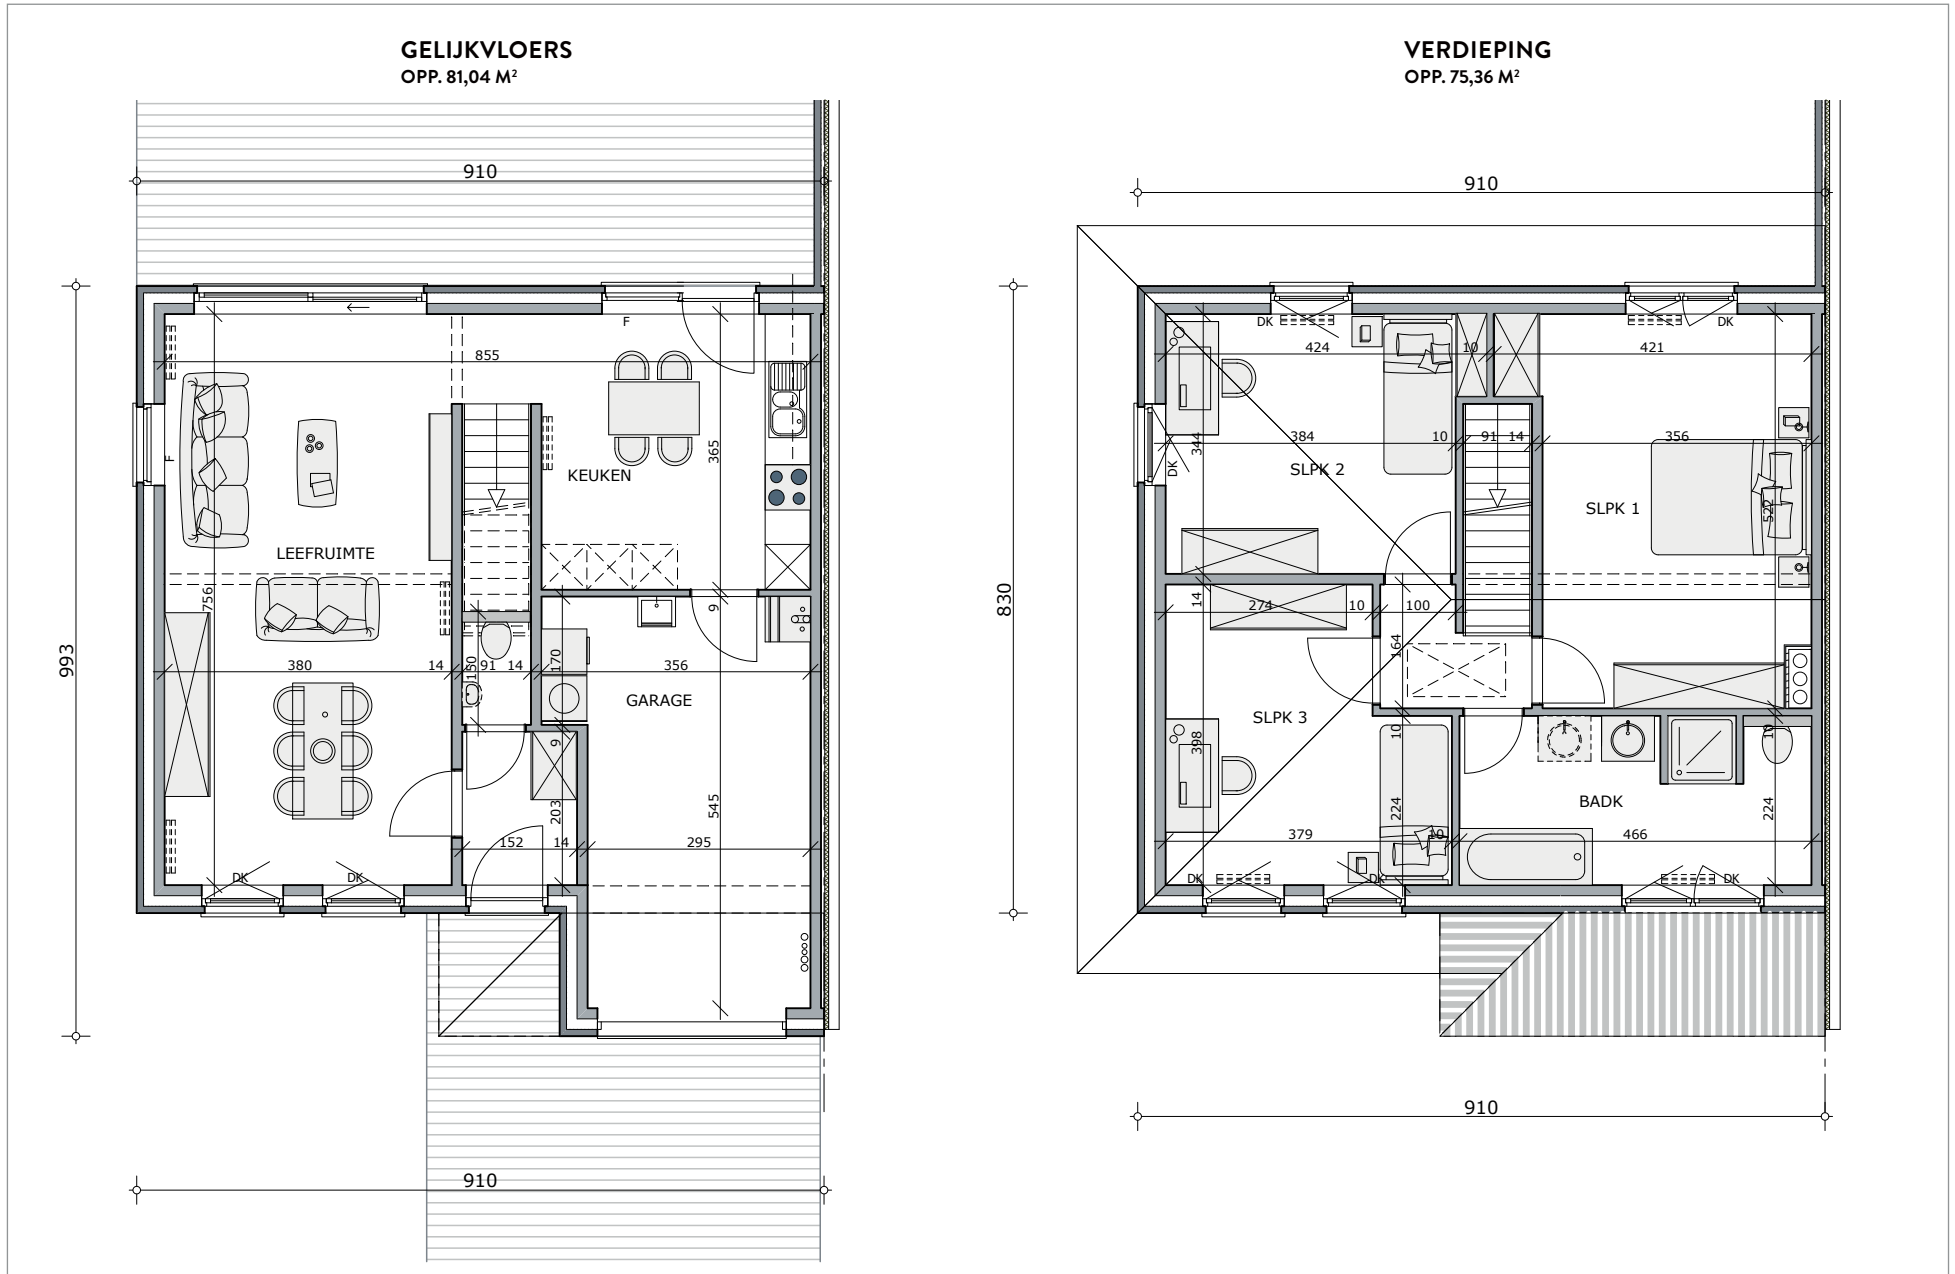 GELIJKVLOERS
OPP. 81,04 M²
910
993
F
855
F
365
KEUKEN
LEEFRUIMTE
756
9
380
14
150
91
14
170
356
GARAGE
9
203
545
152
14
295
DK
DK
910
VERDIEPING
OPP. 75,36 M²
910
830
DK
DK
424
10
421
344
384
10
91
14
356
DK
SLPK 2
SLPK 1
522
14
274
10
100
164
SLPK 3
398
10
10
BADK
224
224
379
10
466
DK
DK
DK
910